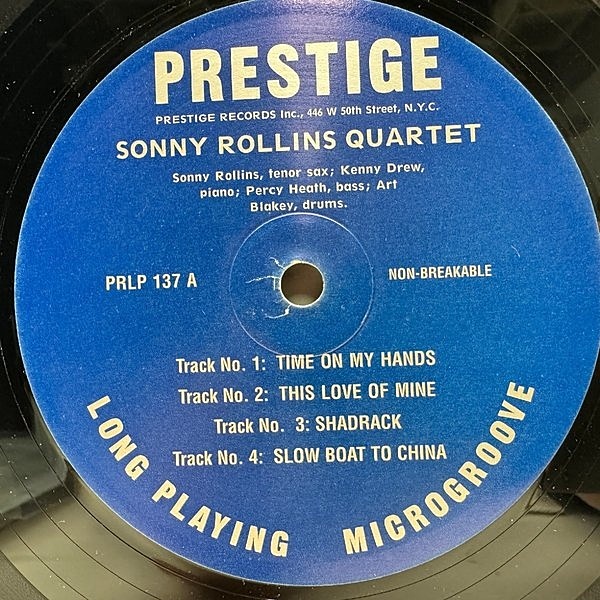 PRESTIGE
PRESTIGE RECORDS Inc., 446 W 50th Street, N.Y.C.
SONNY ROLLINS QUARTET
Sonny Rollins, tenor sax; Kenny Drew,
piano; Percy Heath, bass; Art
Blakey, drums.
PRLP 137 A
NON-BREAKABLE
Track No. 1: TIME ON MY HANDS
Track No. 2: THIS LOVE OF MINE
Track No. 3: SHADRACK
Track No. 4: SLOW BOAT TO CHINA
LONG PLAYING MICROGROOVE